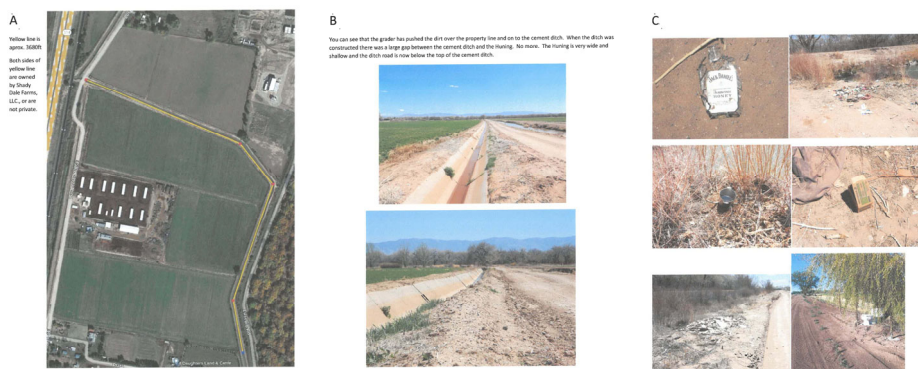 A
Yellow line is
aprox. 3680ft
Both sides of
yellow line
are owned
by Shady
Dale Farms,
LLC., or are
not private.
B
You can see that the grader has pushed the dirt over the property line and on to the cement ditch. When the ditch was
constructed there was a large gap between the cement ditch and the Huning. No more. The Huning is very wide and
shallow and the ditch road is now below the top of the cement ditch.
C
JACK DANIEL'S
HONEY